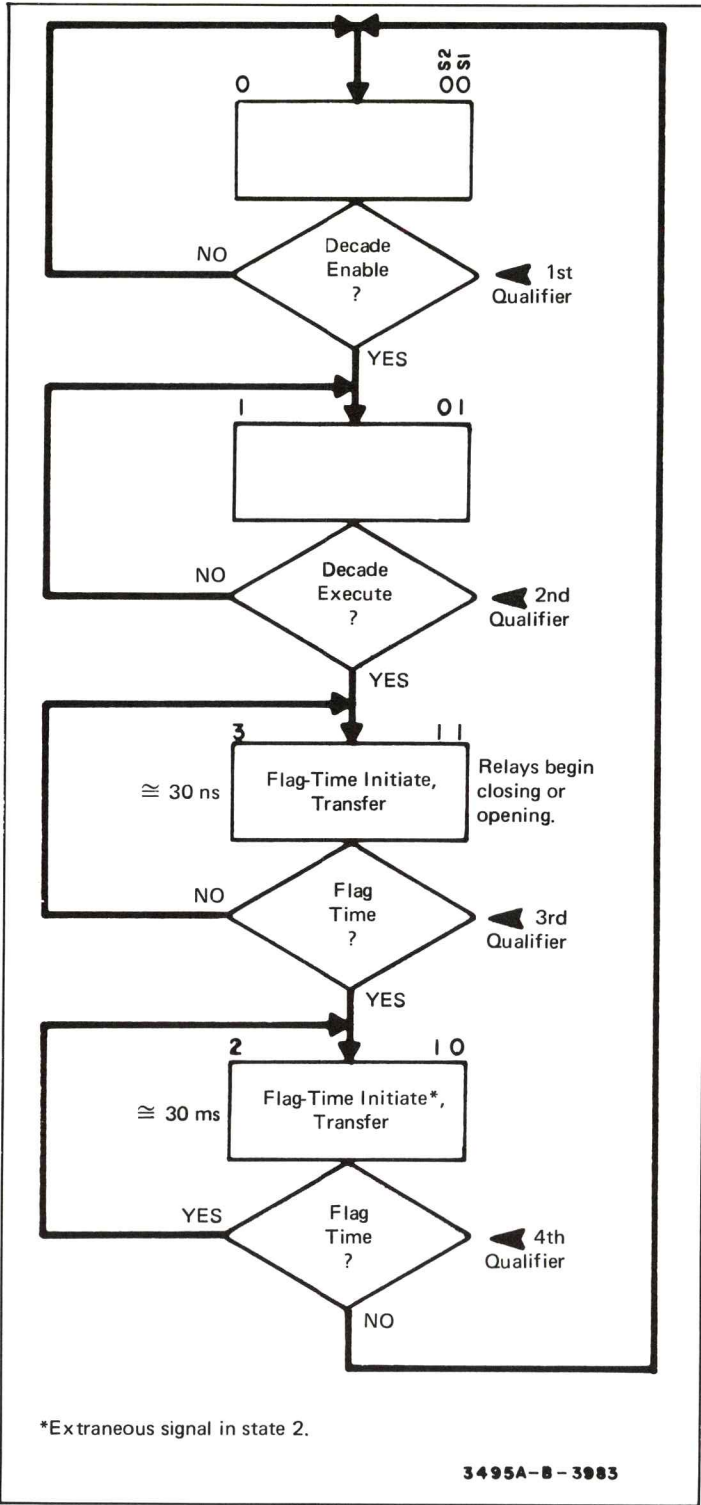 S2
S1
0 00
Decade
Enable
?
NO
1st
Qualifier
YES
1 01
Decade
Execute
?
NO
2nd
Qualifier
YES
3 11
≅ 30 ns
Flag-Time Initiate,
Transfer
Relays begin
closing or
opening.
NO
Flag
Time
?
3rd
Qualifier
YES
2 10
≅ 30 ms
Flag-Time Initiate*,
Transfer
YES
Flag
Time
?
4th
Qualifier
NO
*Extraneous signal in state 2.
3495A-B-3983